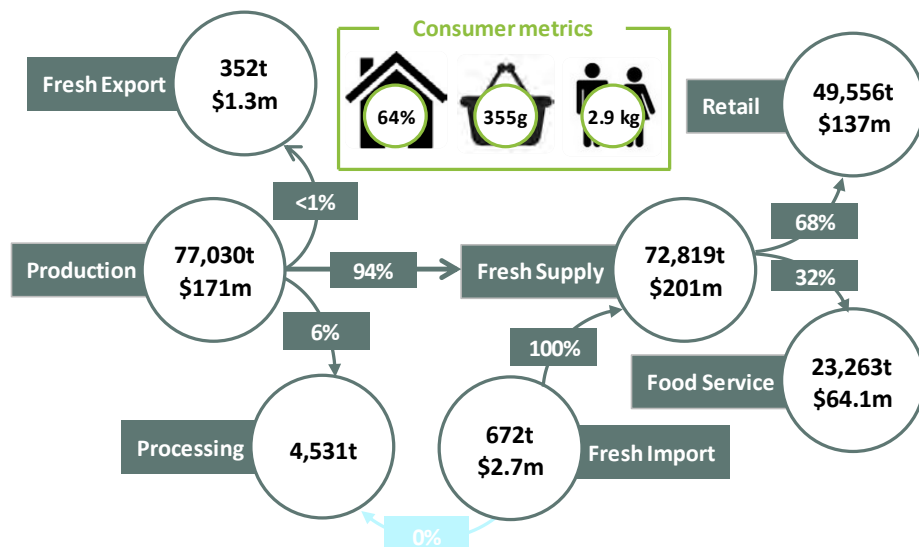 Consumer metrics
64%
355g
2.9 kg
Fresh Export
352t
$1.3m
Retail
49,556t
$137m
<1%
68%
Production
77,030t
$171m
94%
Fresh Supply
72,819t
$201m
32%
6%
100%
Food Service
23,263t
$64.1m
Processing
4,531t
672t
$2.7m
Fresh Import
0%